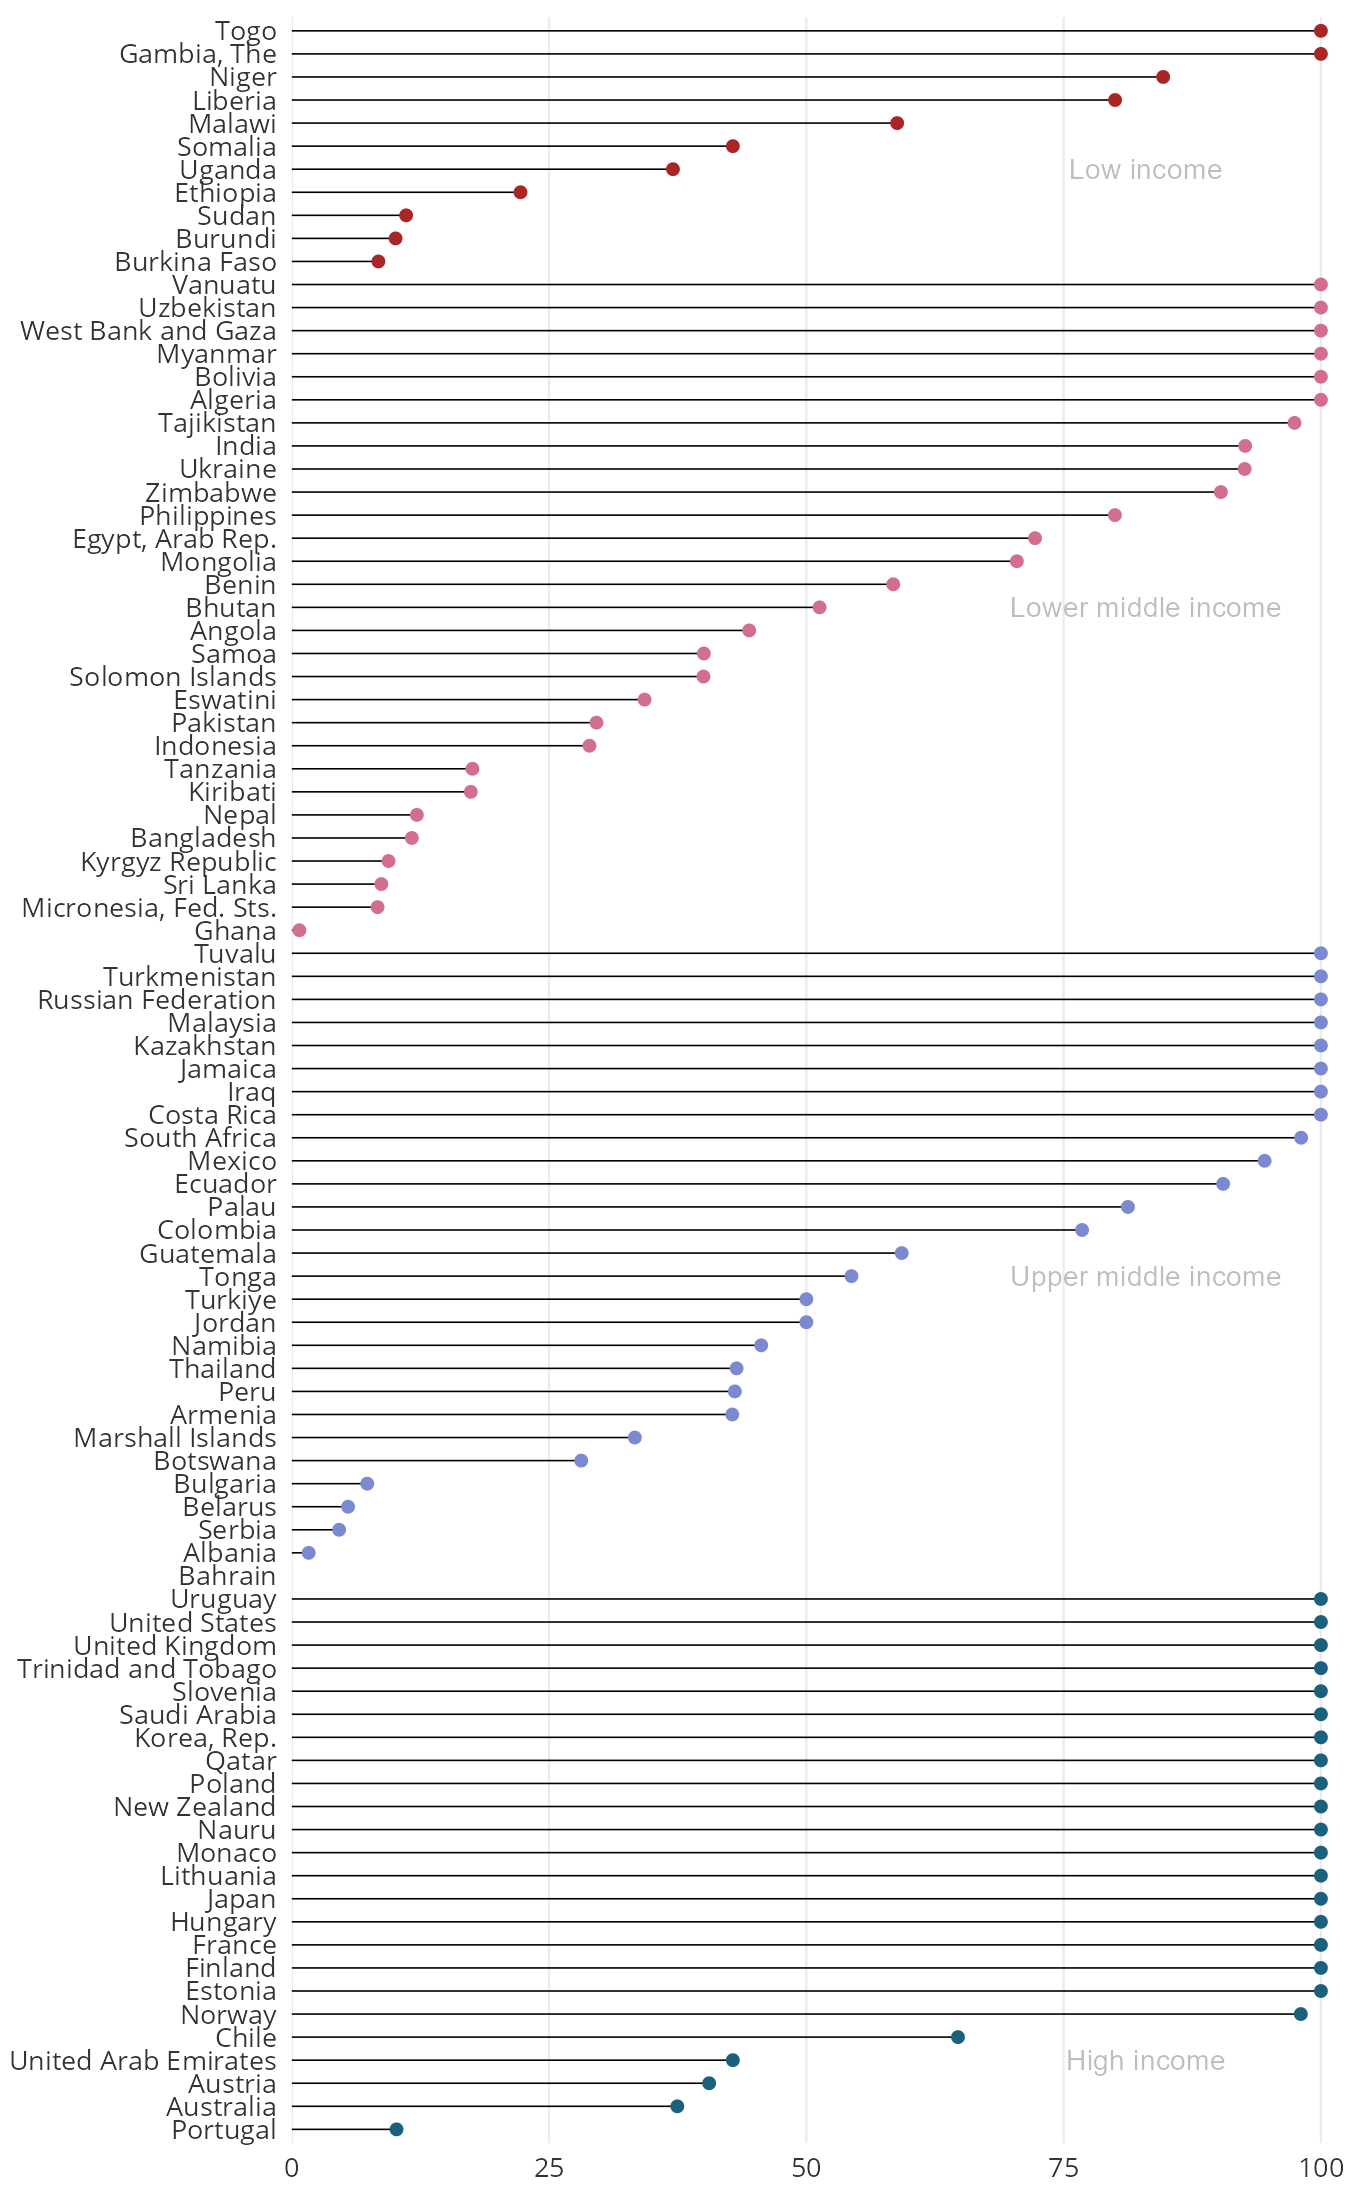 Togo
Gambia, The
Niger
Liberia
Malawi
Somalia
Uganda
Low income
Ethiopia
Sudan
Burundi
Burkina Faso
Vanuatu
Uzbekistan
West Bank and Gaza
Myanmar
Bolivia
Algeria
Tajikistan
India
Ukraine
Zimbabwe
Philippines
Egypt, Arab Rep.
Mongolia
Benin
Bhutan
Lower middle income
Angola
Samoa
Solomon Islands
Eswatini
Pakistan
Indonesia
Tanzania
Kiribati
Nepal
Bangladesh
Kyrgyz Republic
Sri Lanka
Micronesia, Fed. Sts.
Ghana
Tuvalu
Turkmenistan
Russian Federation
Malaysia
Kazakhstan
Jamaica
Iraq
Costa Rica
South Africa
Mexico
Ecuador
Palau
Colombia
Guatemala
Tonga
Upper middle income
Turkiye
Jordan
Namibia
Thailand
Peru
Armenia
Marshall Islands
Botswana
Bulgaria
Belarus
Serbia
Albania
Bahrain
Uruguay
United States
United Kingdom
Trinidad and Tobago
Slovenia
Saudi Arabia
Korea, Rep.
Qatar
Poland
New Zealand
Nauru
Monaco
Lithuania
Japan
Hungary
France
Finland
Estonia
Norway
Chile
United Arab Emirates
High income
Austria
Australia
Portugal
0 25 50 75 100